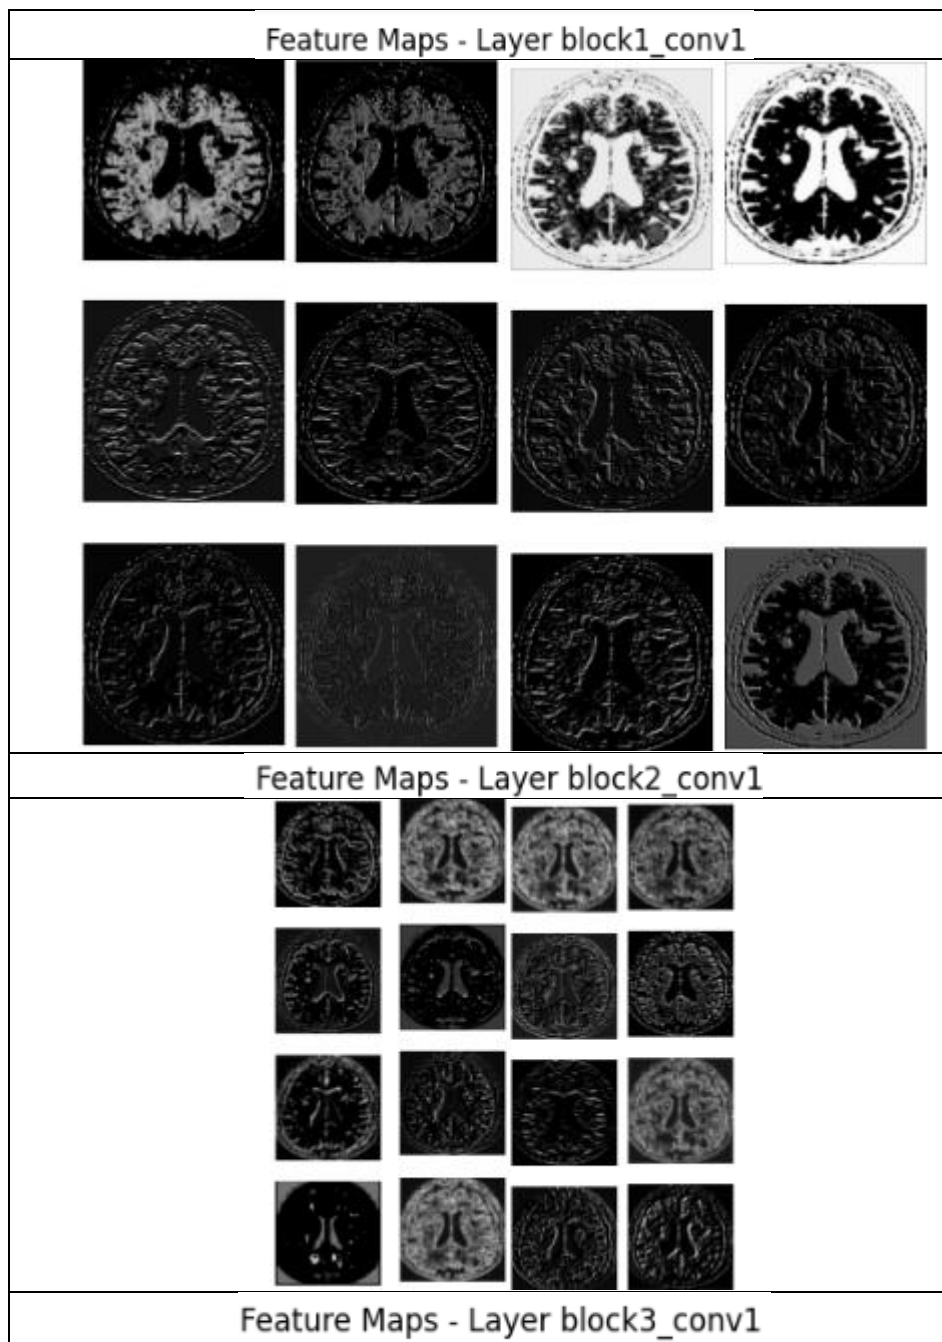 Feature Maps - Layer block1_conv1
Feature Maps - Layer block2_conv1
Feature Maps - Layer block3_conv1